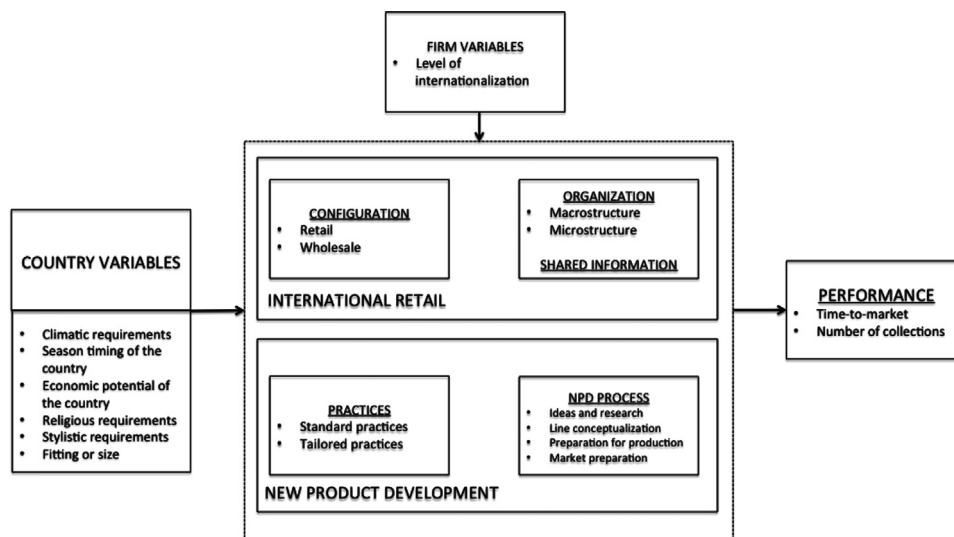 FIRM VARIABLES
• Level of
internationalization
COUNTRY VARIABLES
• Climatic requirements
• Season timing of the
country
• Economic potential of
the country
• Religious requirements
• Stylistic requirements
• Fitting or size
CONFIGURATION
• Retail
• Wholesale
ORGANIZATION
• Macrostructure
• Microstructure
SHARED INFORMATION
INTERNATIONAL RETAIL
PRACTICES
• Standard practices
• Tailored practices
NPD PROCESS
• Ideas and research
• Line conceptualization
• Preparation for production
• Market preparation
NEW PRODUCT DEVELOPMENT
PERFORMANCE
• Time-to-market
• Number of collections